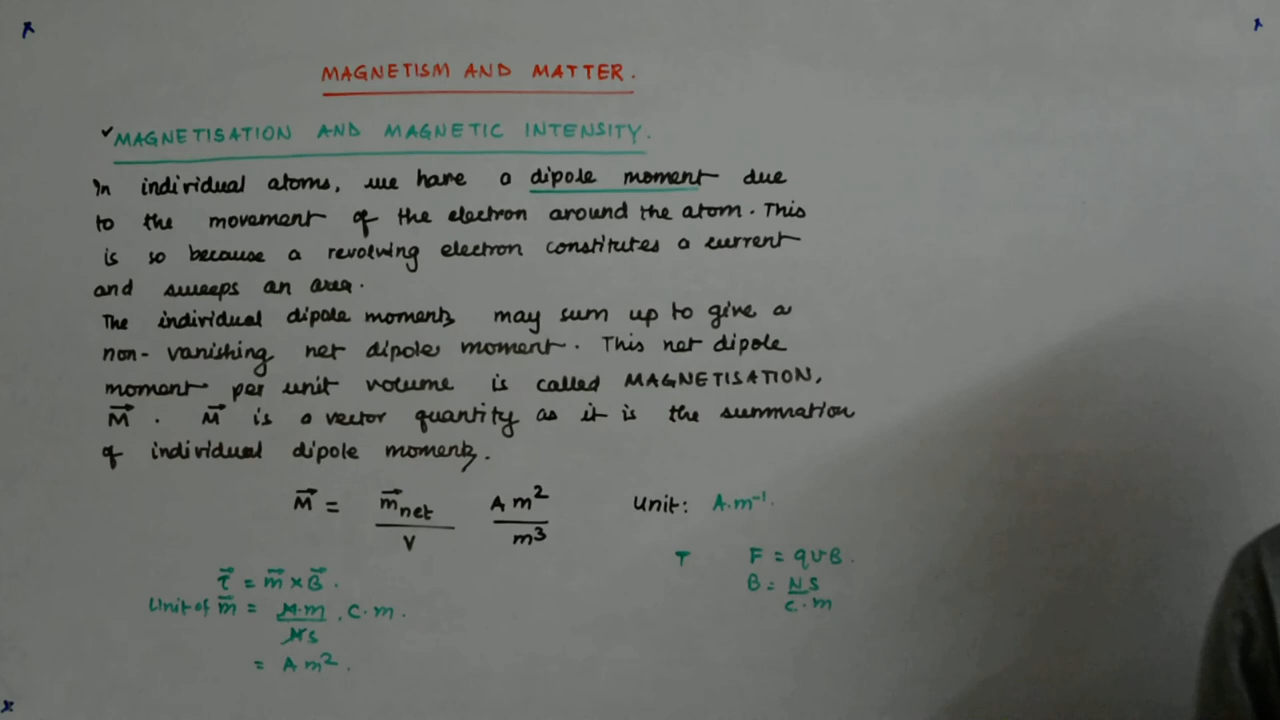 MAGNETISM AND MATTER.
✓MAGNETISATION AND MAGNETIC INTENSITY.
In individual atoms, we have a dipole moment due
to the movement of the electron around the atom. This
is so because a revolving electron constitutes a current
and sweeps an area.
The individual dipole moments may sum up to give a
non-vanishing net dipole moment. This net dipole
moment per unit volume is called MAGNETISATION,
M⃗ . M⃗ is a vector quantity as it is the summation
of individual dipole moments.
M⃗ = m⃗net / V A m² / m³ Unit: A.m⁻¹.
T F = qvB.
B = NS / C.m
τ⃗ = m⃗ × B⃗.
Unit of m⃗ = N.m / NS . C.m.
= A m².